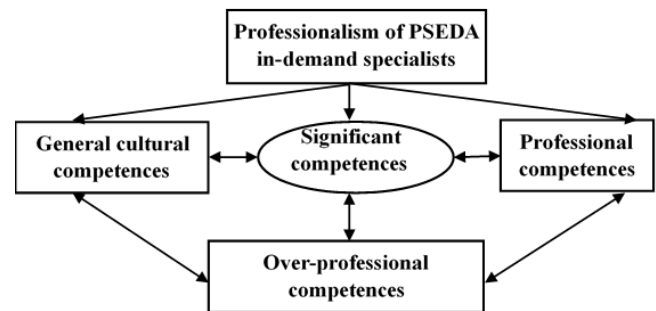 Professionalism of PSEDA
in-demand specialists
General cultural
competences
Significant
competences
Professional
competences
Over-professional
competences